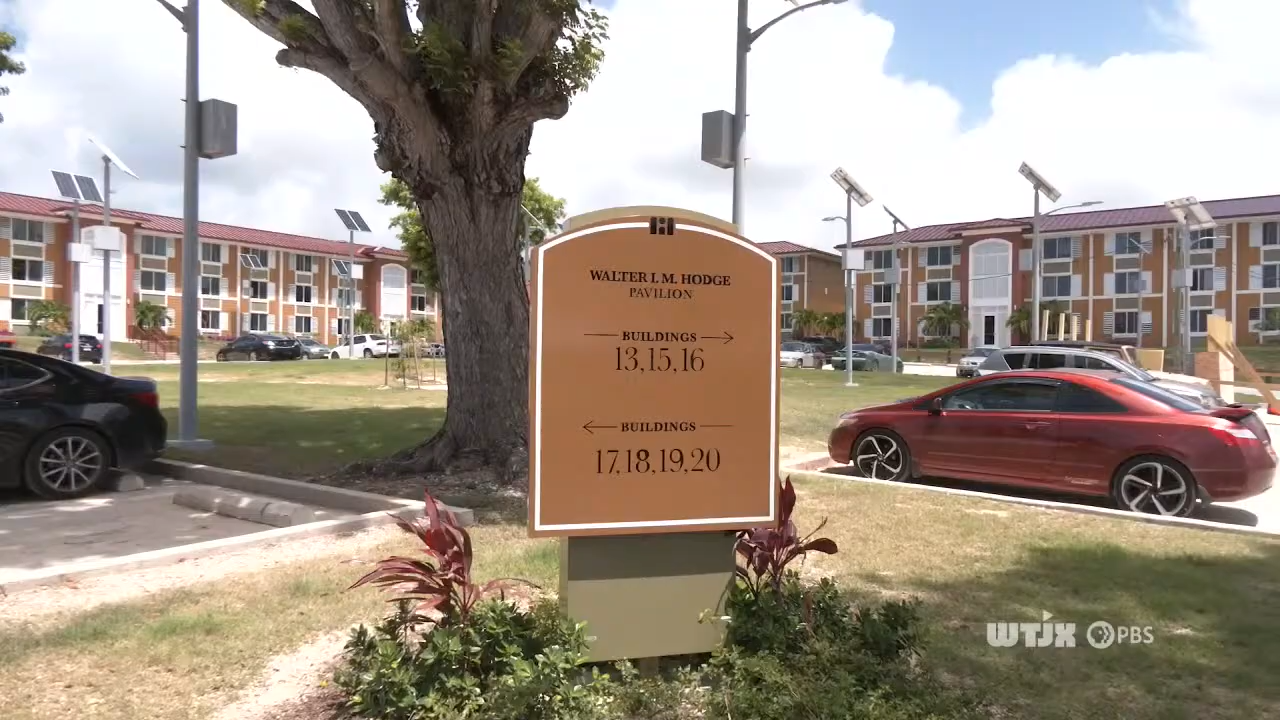 WALTER I. M. HODGE
PAVILION
BUILDINGS
13,15,16
BUILDINGS
17,18,19,20
WTJX PBS